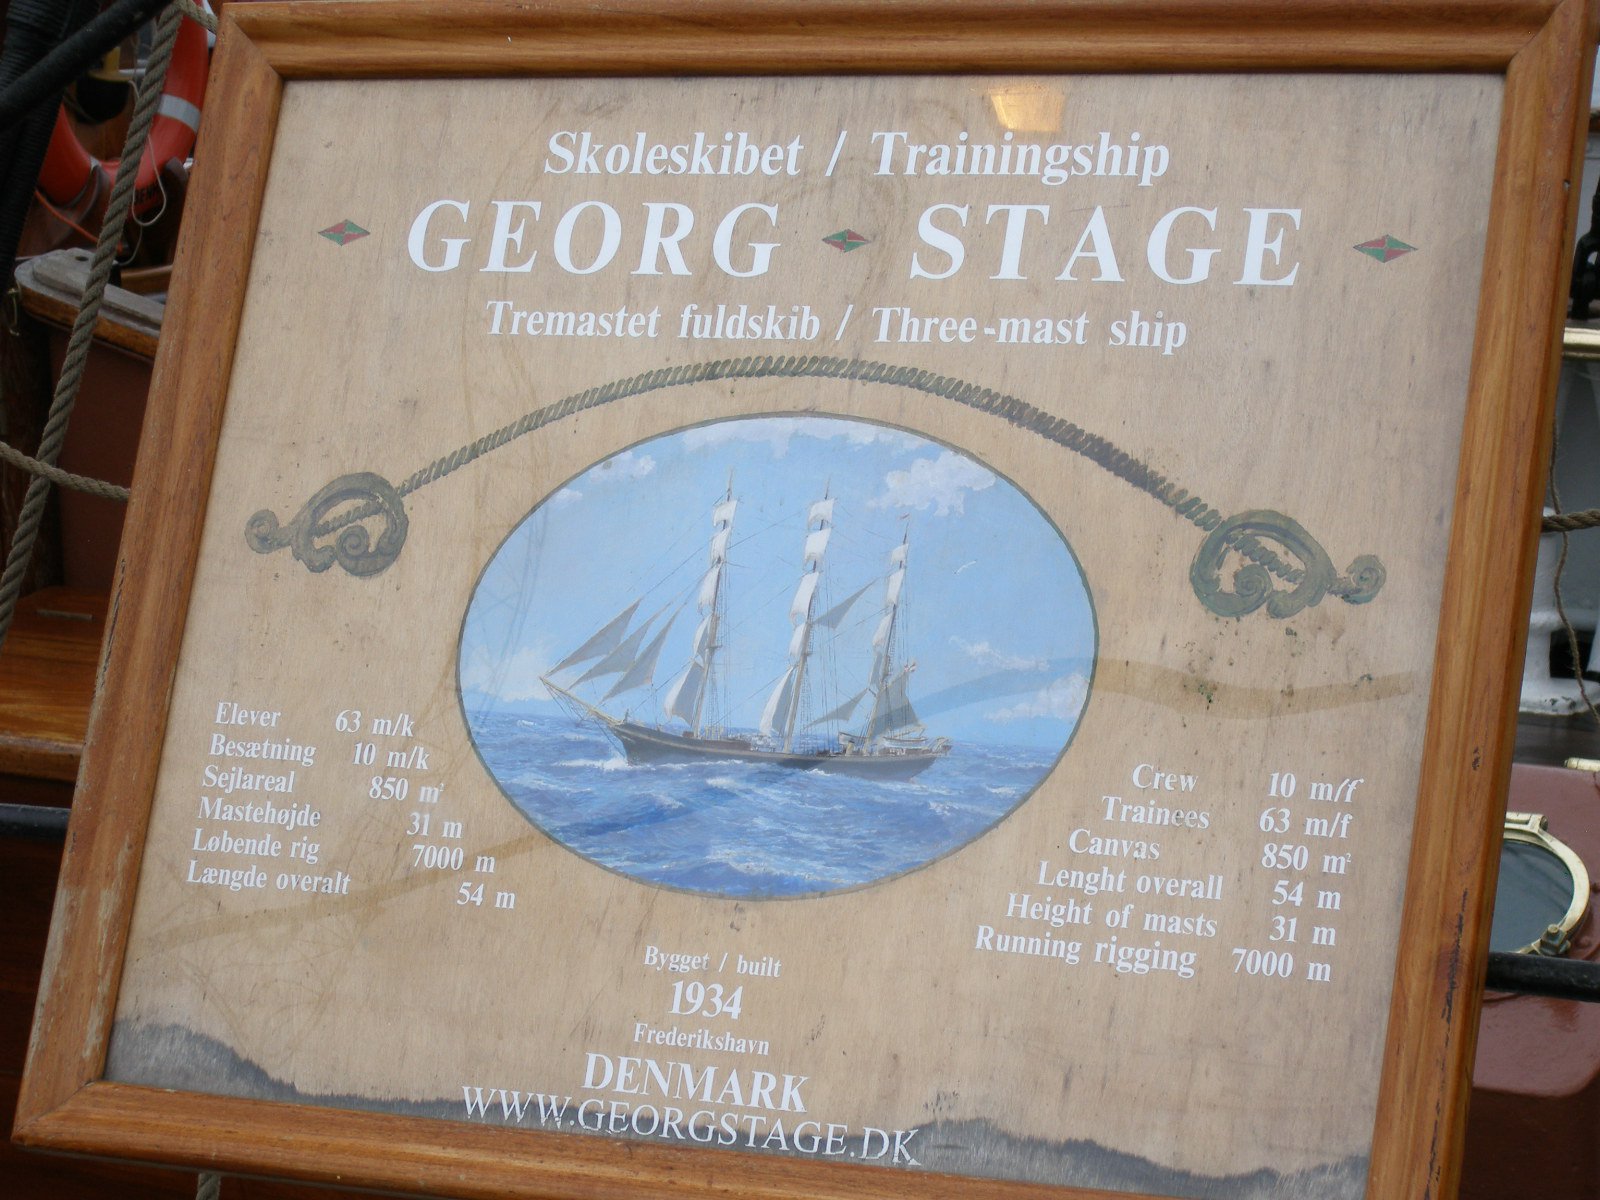 Skoleskibet / Trainingship
GEORG STAGE
Tremastet fuldskib / Three-mast ship
Elever 63 m/k
Besætning 10 m/k
Sejlareal 850 m²
Mastehøjde 31 m
Løbende rig 7000 m
Længde overalt 54 m
Crew 10 m/f
Trainees 63 m/f
Canvas 850 m²
Lenght overall 54 m
Height of masts 31 m
Running rigging 7000 m
Bygget / built
1934
Frederikshavn
DENMARK
WWW.GEORGSTAGE.DK